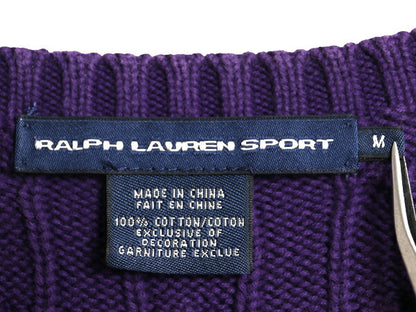 RALPH LAUREN SPORT
M
MADE IN CHINA
FAIT EN CHINE
100% COTTON/COTON
EXCLUSIVE OF
DECORATION
GARNITURE EXCLUE